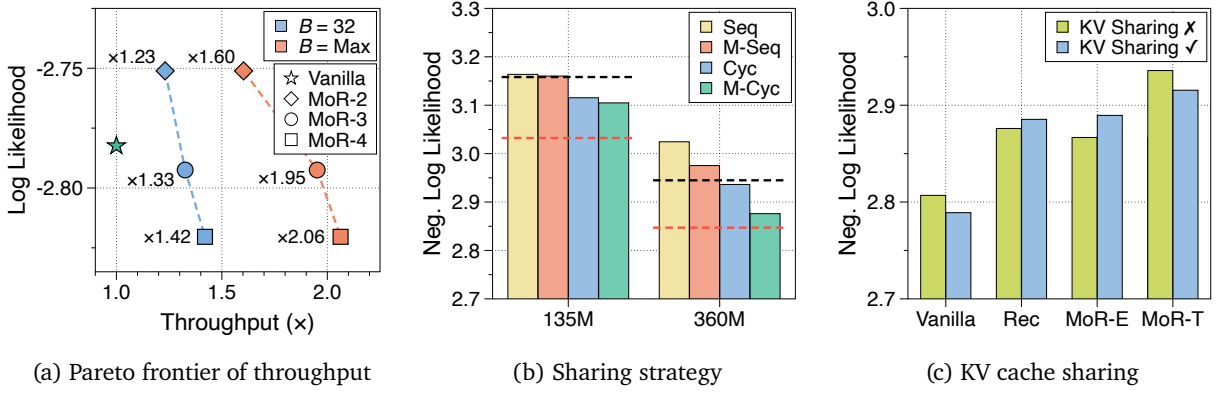 Log Likelihood
-2.75
-2.80
×1.23
×1.60
×1.33
×1.95
×1.42
×2.06
B = 32
B = Max
Vanilla
MoR-2
MoR-3
MoR-4
1.0
1.5
2.0
Throughput (×)
(a) Pareto frontier of throughput
Neg. Log Likelihood
3.3
3.2
3.1
3.0
2.9
2.8
2.7
Seq
M-Seq
Cyc
M-Cyc
135M
360M
(b) Sharing strategy
Neg. Log Likelihood
3.0
2.9
2.8
2.7
KV Sharing ✗
KV Sharing ✓
Vanilla
Rec
MoR-E
MoR-T
(c) KV cache sharing